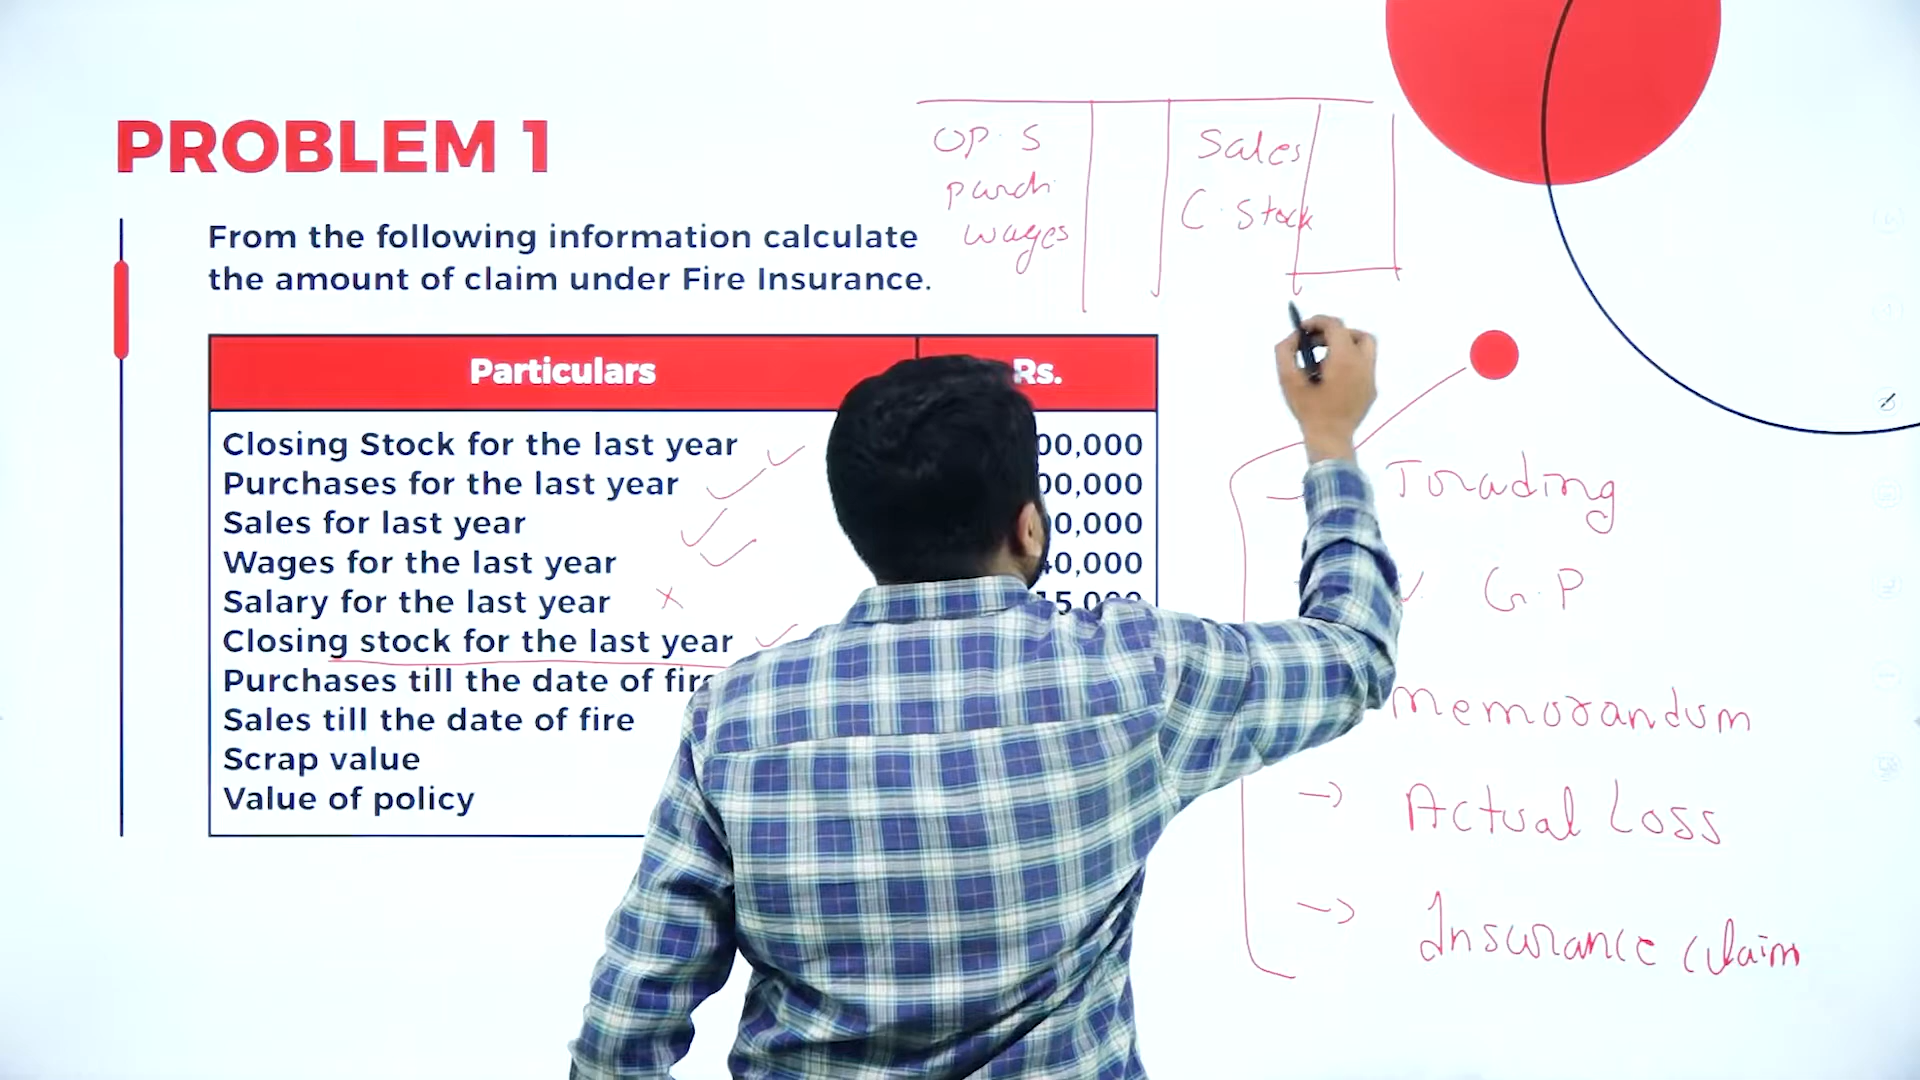 PROBLEM 1
From the following information calculate
the amount of claim under Fire Insurance.
Particulars Rs.
Closing Stock for the last year 00,000
Purchases for the last year 00,000
Sales for last year 0,000
Wages for the last year 40,000
Salary for the last year 15,000
Closing stock for the last year
Purchases till the date of fire
Sales till the date of fire
Scrap value
Value of policy
OP. S
purch
wages
Sales
C. Stock
Trading
G.P
Memorandum
Actual Loss
Insurance claim